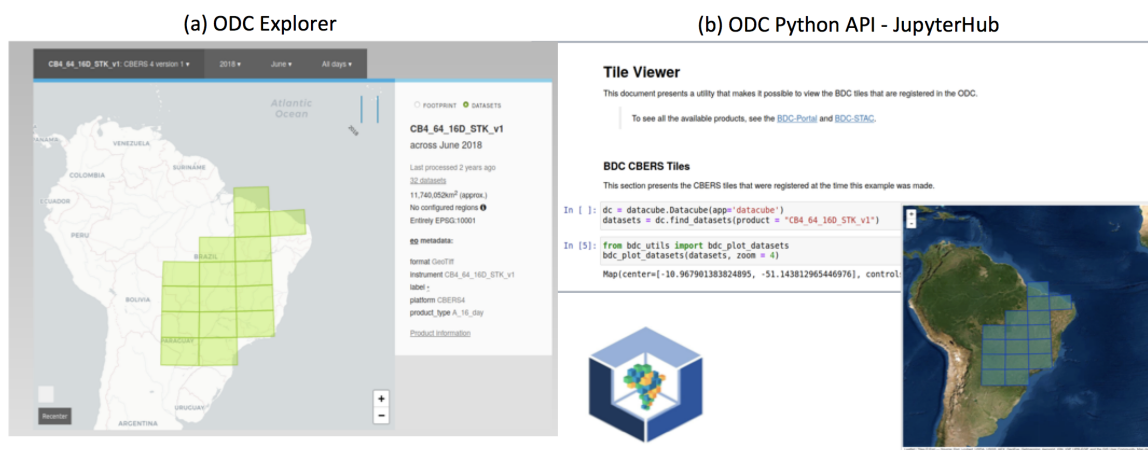 (a) ODC Explorer
(b) ODC Python API - JupyterHub
CB4_64_16D_STK_v1: CBERS 4 version 1 ▾
2018 ▾
June ▾
All days ▾
Atlantic
Ocean
2018
PANAMA
VENEZUELA
SURINAME
COLOMBIA
ECUADOR
PERU
BRAZIL
BOLIVIA
PARAGUAY
URUGUAY
ARGENTINA
Recenter
+
−
FOOTPRINT
DATASETS
CB4_64_16D_STK_v1
across June 2018
Last processed 2 years ago
32 datasets
11,740,052km² (approx.)
No configured regions
Entirely EPSG:10001
eo metadata:
format GeoTiff
instrument CB4_64_16D_STK_v1
label -
platform CBERS4
product_type A_16_day
Product Information
Tile Viewer
This document presents a utility that makes it possible to view the BDC tiles that are registered in the ODC.
To see all the available products, see the BDC-Portal and BDC-STAC.
BDC CBERS Tiles
This section presents the CBERS tiles that were registered at the time this example was made.
In [ ]: dc = datacube.Datacube(app='datacube')
datasets = dc.find_datasets(product = "CB4_64_16D_STK_v1")
In [5]: from bdc_utils import bdc_plot_datasets
bdc_plot_datasets(datasets, zoom = 4)
Map(center=[-10.967901383824895, -51.143812965446976], controls
+
-